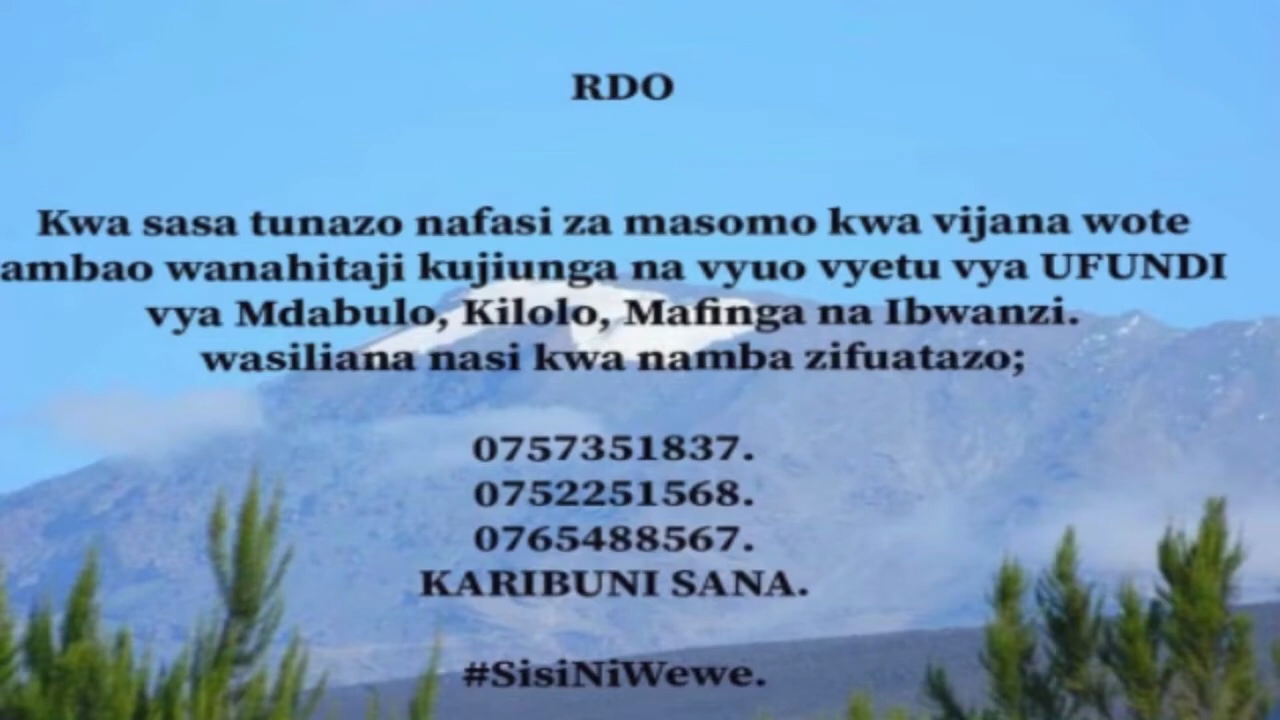 RDO
Kwa sasa tunazo nafasi za masomo kwa vijana wote
ambao wanahitaji kujiunga na vyuo vyetu vya UFUNDI
vya Mdabulo, Kilolo, Mafinga na Ibwanzi.
wasiliana nasi kwa namba zifuatazo;
0757351837.
0752251568.
0765488567.
KARIBUNI SANA.
#SisiNiWewe.